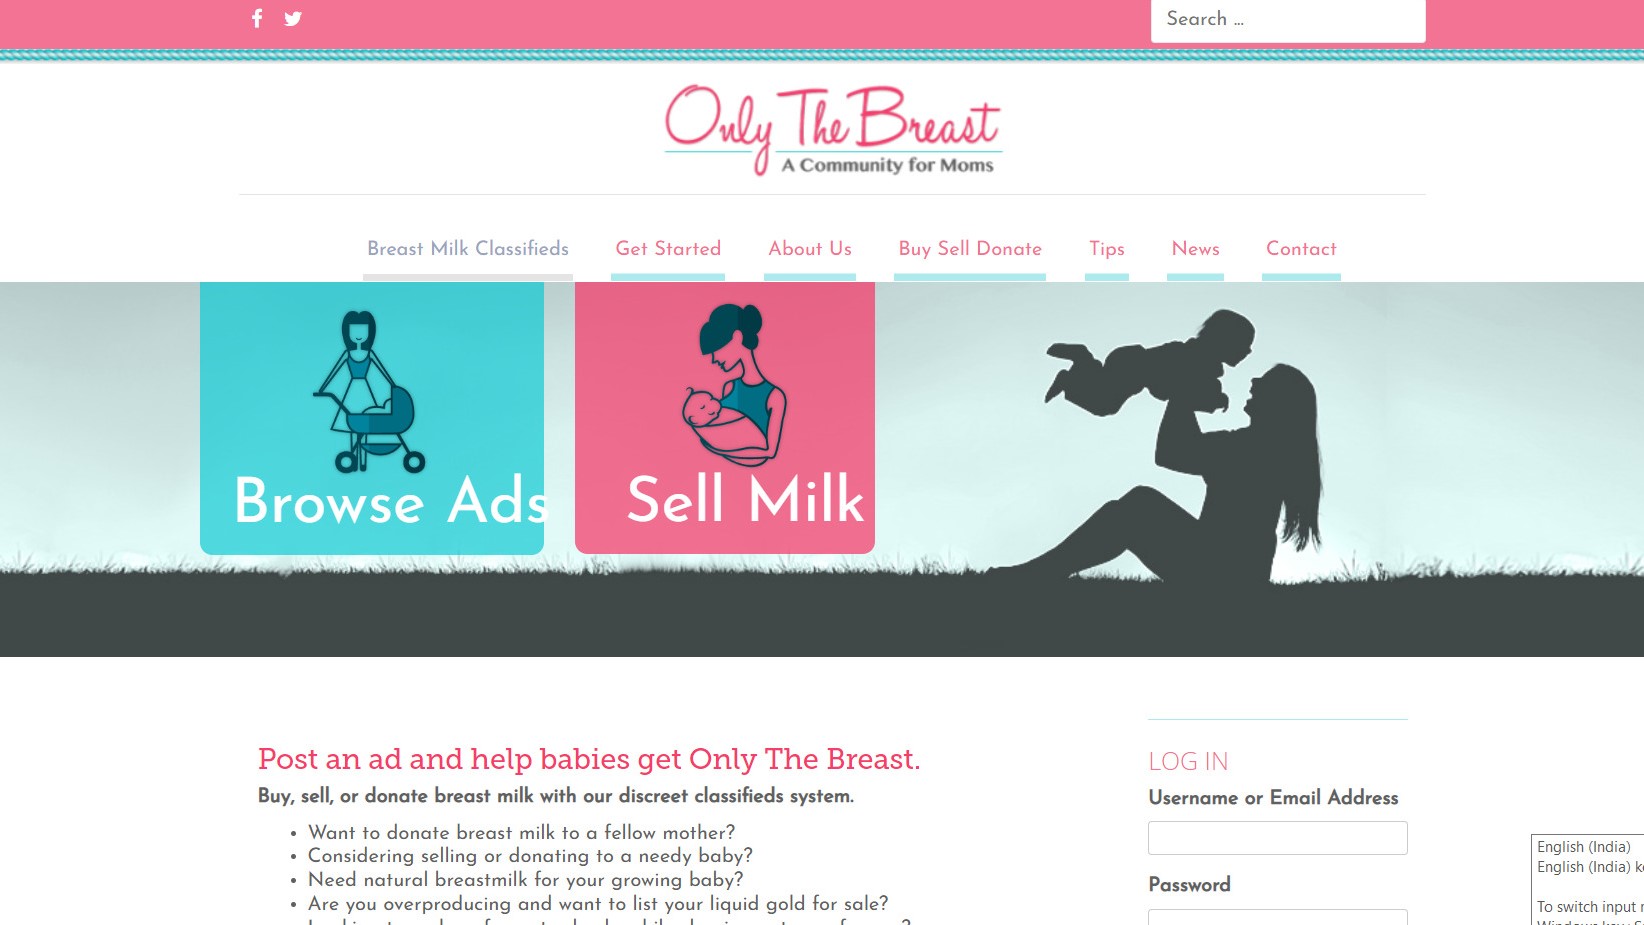 Search ...
Only The Breast
A Community for Moms
Breast Milk Classifieds Get Started About Us Buy Sell Donate Tips News Contact
Browse Ads
Sell Milk
Post an ad and help babies get Only The Breast.
Buy, sell, or donate breast milk with our discreet classifieds system.
• Want to donate breast milk to a fellow mother?
• Considering selling or donating to a needy baby?
• Need natural breastmilk for your growing baby?
• Are you overproducing and want to list your liquid gold for sale?
LOG IN
Username or Email Address
Password
English (India)
English (India) ke
To switch input